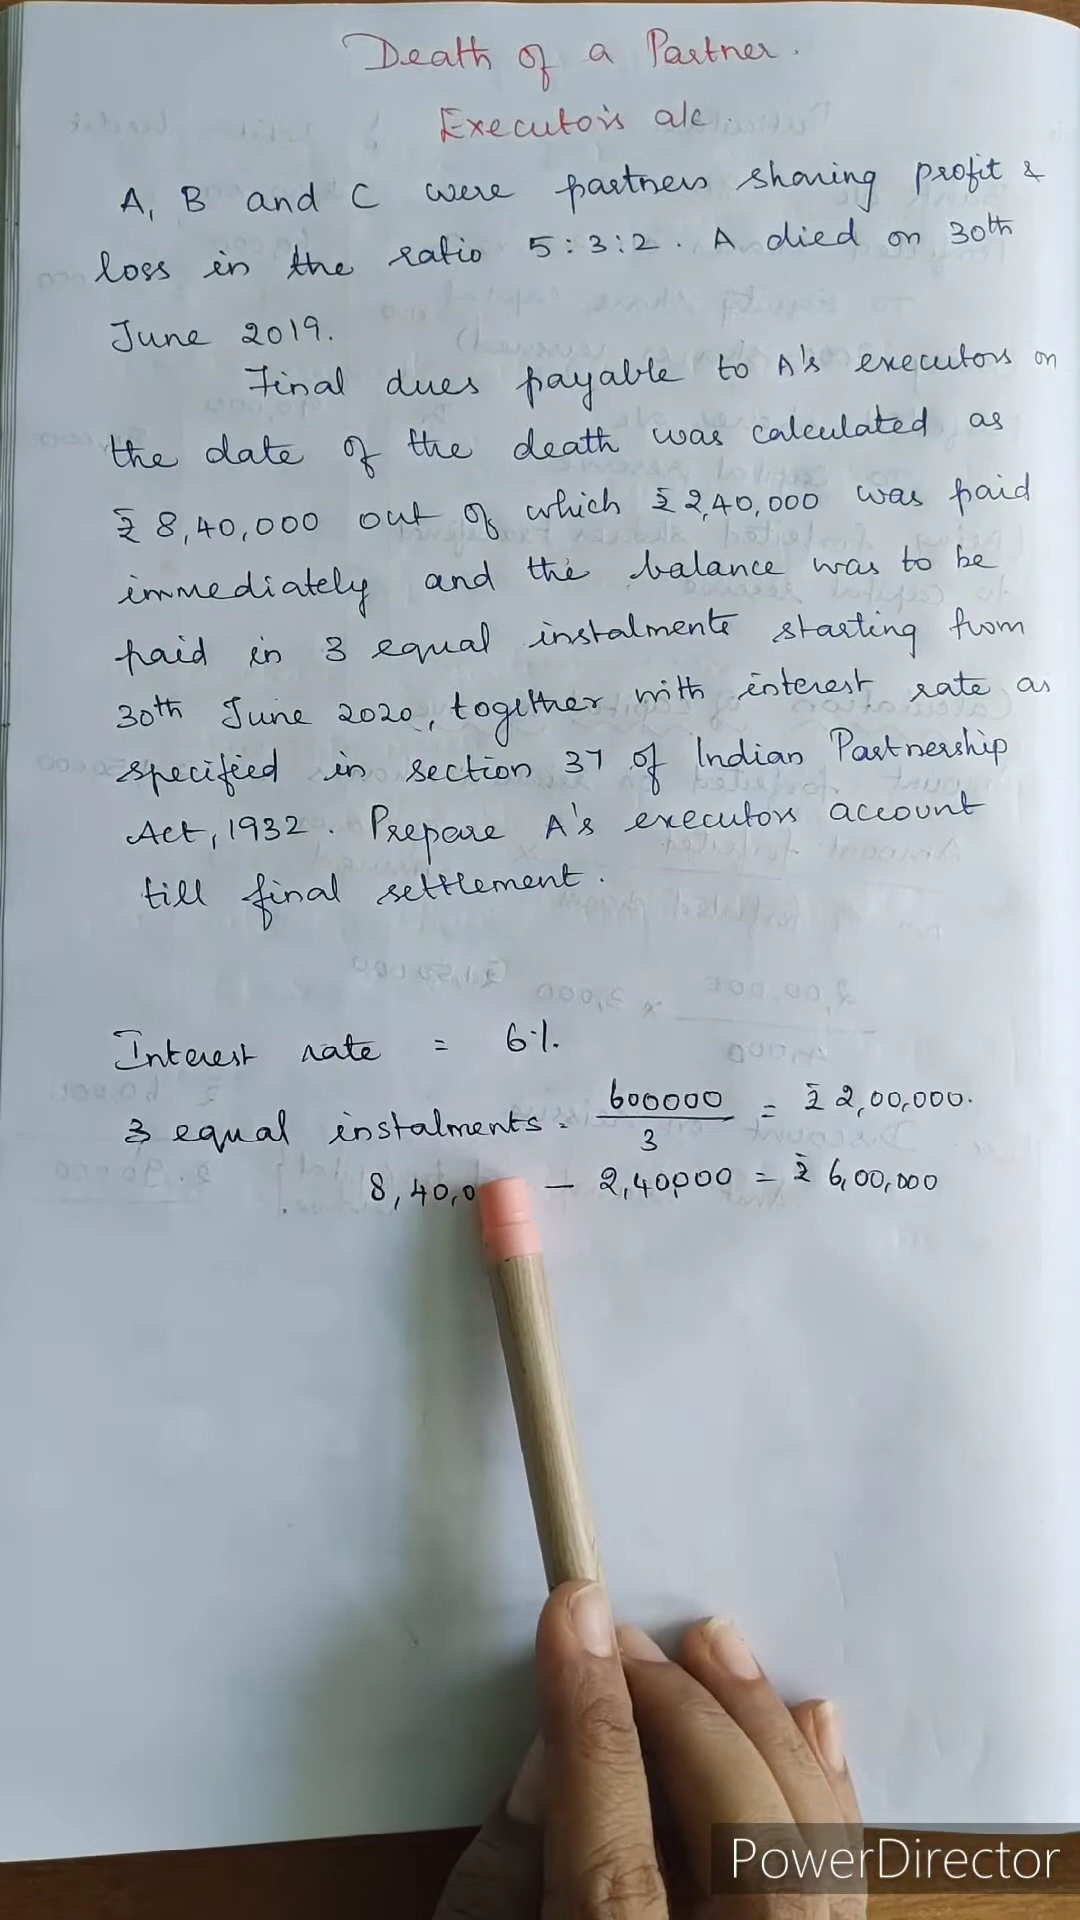 Death of a Partner.
Executors a/c.
A, B and C were partners sharing profit &
loss in the ratio 5:3:2. A died on 30th
June 2019.
Final dues payable to A's executors on
the date of the death was calculated as
₹ 8,40,000 out of which ₹ 2,40,000 was paid
immediately and the balance was to be
paid in 3 equal instalments starting from
30th June 2020, together with interest rate as
specified in section 37 of Indian Partnership
Act, 1932. Prepare A's executors account
till final settlement.
Interest rate = 6%.
3 equal instalments = 600000 / 3 = ₹ 2,00,000.
8,40,0 - 2,40,000 = ₹ 6,00,000
PowerDirector